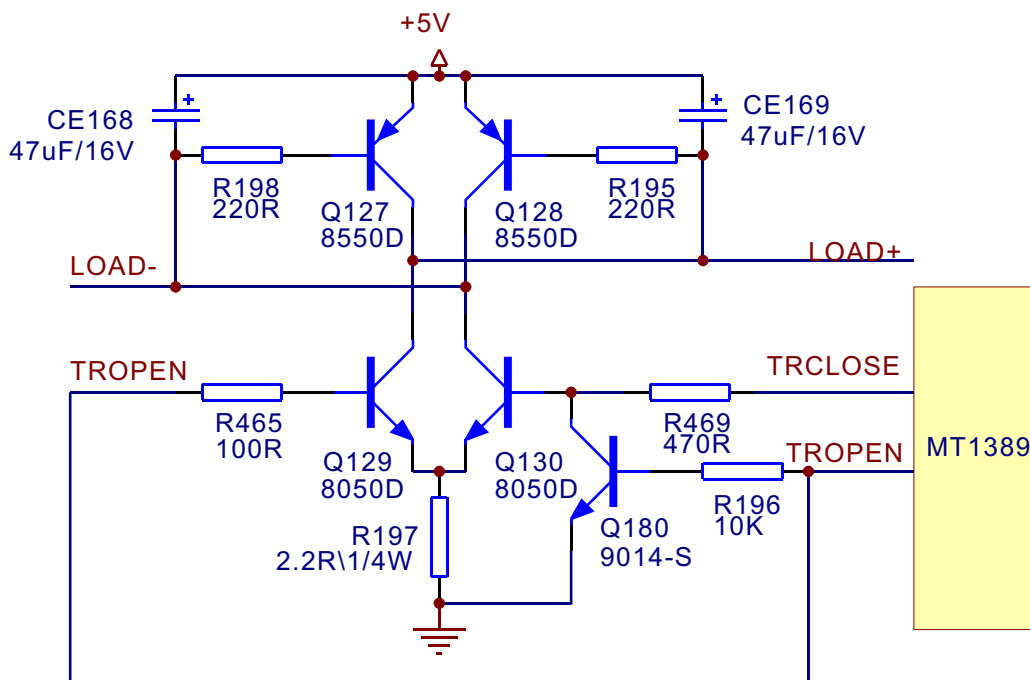 +5V
CE168
47uF/16V
CE169
47uF/16V
R198
220R
R195
220R
Q127
8550D
Q128
8550D
LOAD-
LOAD+
TROPEN
TRCLOSE
R465
100R
R469
470R
TROPEN
MT1389
Q129
8050D
Q130
8050D
R196
10K
R197
2.2R\1/4W
Q180
9014-S